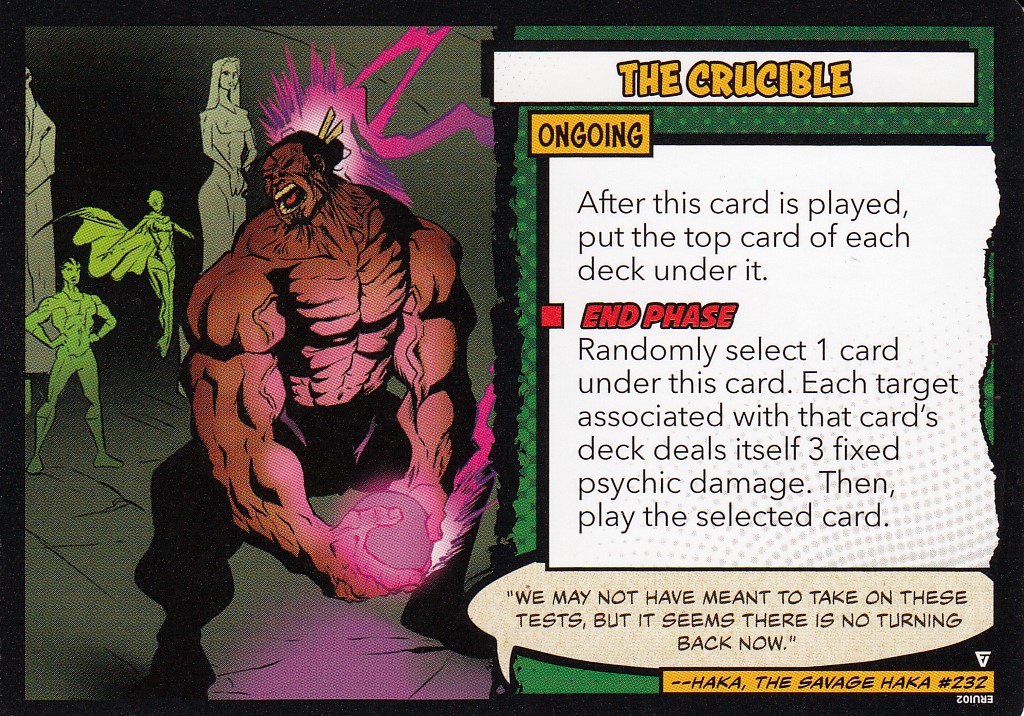 THE CRUCIBLE
ONGOING
After this card is played,
put the top card of each
deck under it.
END PHASE
Randomly select 1 card
under this card. Each target
associated with that card's
deck deals itself 3 fixed
psychic damage. Then,
play the selected card.
"WE MAY NOT HAVE MEANT TO TAKE ON THESE
TESTS, BUT IT SEEMS THERE IS NO TURNING
BACK NOW."
--HAKA, THE SAVAGE HAKA #232
ERUI02